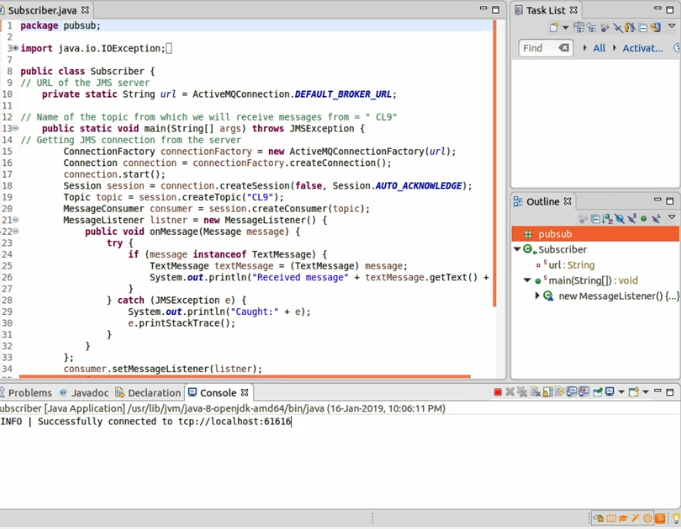 Subscriber.java
1 package pubsub;
2
3 import java.io.IOException;
7
8 public class Subscriber {
9 // URL of the JMS server
10 private static String url = ActiveMQConnection.DEFAULT_BROKER_URL;
11
12 // Name of the topic from which we will receive messages from = " CL9"
13 public static void main(String[] args) throws JMSException {
14 // Getting JMS connection from the server
15 ConnectionFactory connectionFactory = new ActiveMQConnectionFactory(url);
16 Connection connection = connectionFactory.createConnection();
17 connection.start();
18 Session session = connection.createSession(false, Session.AUTO_ACKNOWLEDGE);
19 Topic topic = session.createTopic("CL9");
20 MessageConsumer consumer = session.createConsumer(topic);
21 MessageListener listner = new MessageListener() {
22 public void onMessage(Message message) {
23 try {
24 if (message instanceof TextMessage) {
25 TextMessage textMessage = (TextMessage) message;
26 System.out.println("Received message" + textMessage.getText() +
27 }
28 } catch (JMSException e) {
29 System.out.println("Caught:" + e);
30 e.printStackTrace();
31 }
32 }
33 };
34 consumer.setMessageListener(listner);
Task List
Find All Activat...
Outline
pubsub
Subscriber
url : String
main(String[]) : void
new MessageListener() {...}
Problems Javadoc Declaration Console
ubscriber [Java Application] /usr/lib/jvm/java-8-openjdk-amd64/bin/java (16-Jan-2019, 10:06:11 PM)
INFO | Successfully connected to tcp://localhost:61616